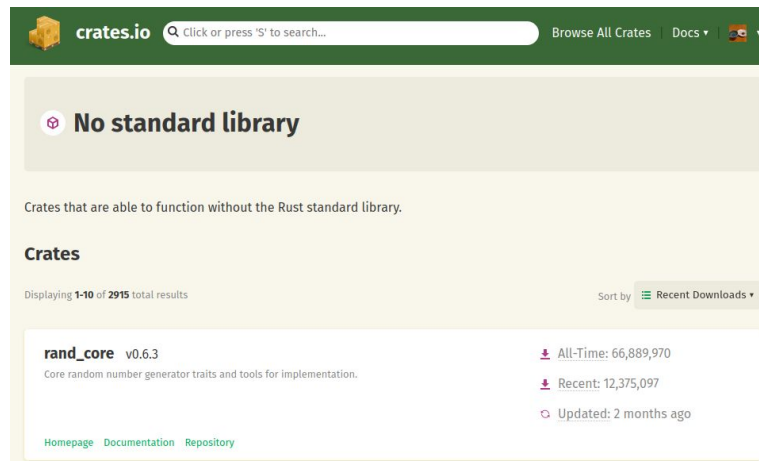 crates.io Click or press 'S' to search... Browse All Crates Docs ▾
No standard library
Crates that are able to function without the Rust standard library.
Crates
Displaying 1-10 of 2915 total results Sort by Recent Downloads ▾
rand_core v0.6.3 All-Time: 66,889,970
Core random number generator traits and tools for implementation.
Recent: 12,375,097
Updated: 2 months ago
Homepage Documentation Repository